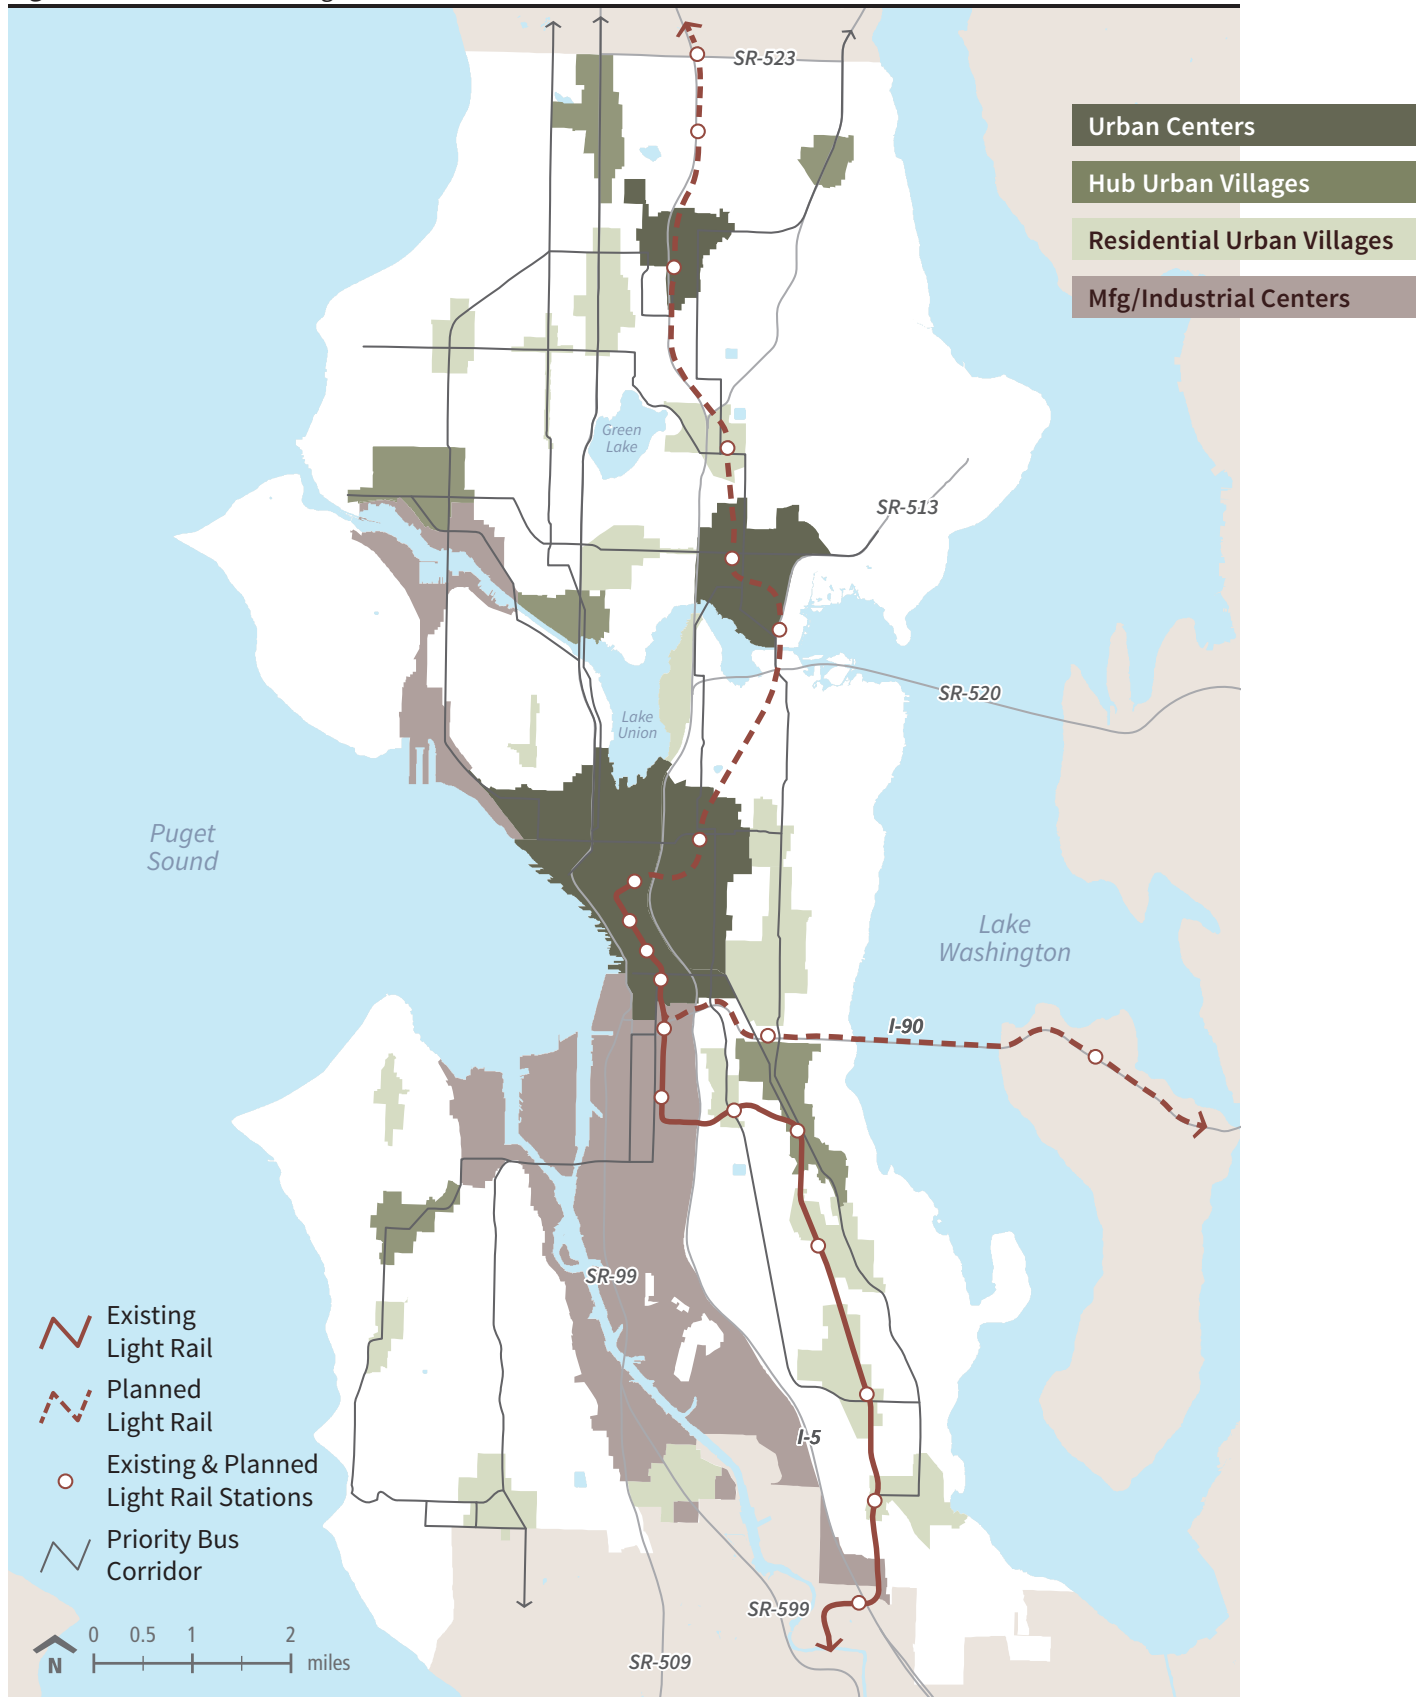 SR-523
Urban Centers
Hub Urban Villages
Residential Urban Villages
Mfg/Industrial Centers
Green
Lake
SR-513
SR-520
Lake
Union
Puget
Sound
Lake
Washington
I-90
SR-99
Existing
Light Rail
Planned
Light Rail
I-5
Existing & Planned
Light Rail Stations
Priority Bus
Corridor
SR-599
0 0.5 1 2
miles
N
SR-509